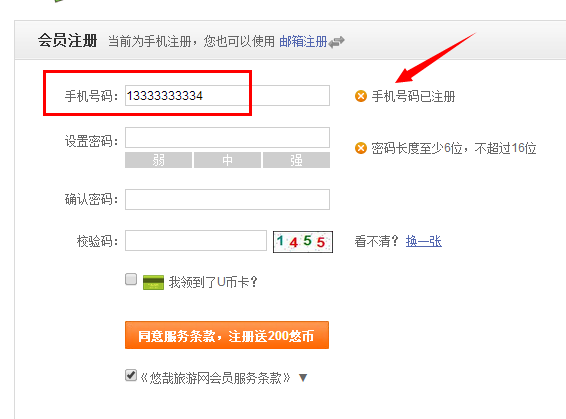 会员注册 当前为手机注册，您也可以使用 邮箱注册
手机号码： 13333333334 手机号码已注册
设置密码： 密码长度至少6位，不超过16位
弱 中 强
确认密码：
校验码： 1455 看不清？ 换一张
我领到了U币卡？
同意服务条款，注册送200悠币
《悠哉旅游网会员服务条款》 ▼